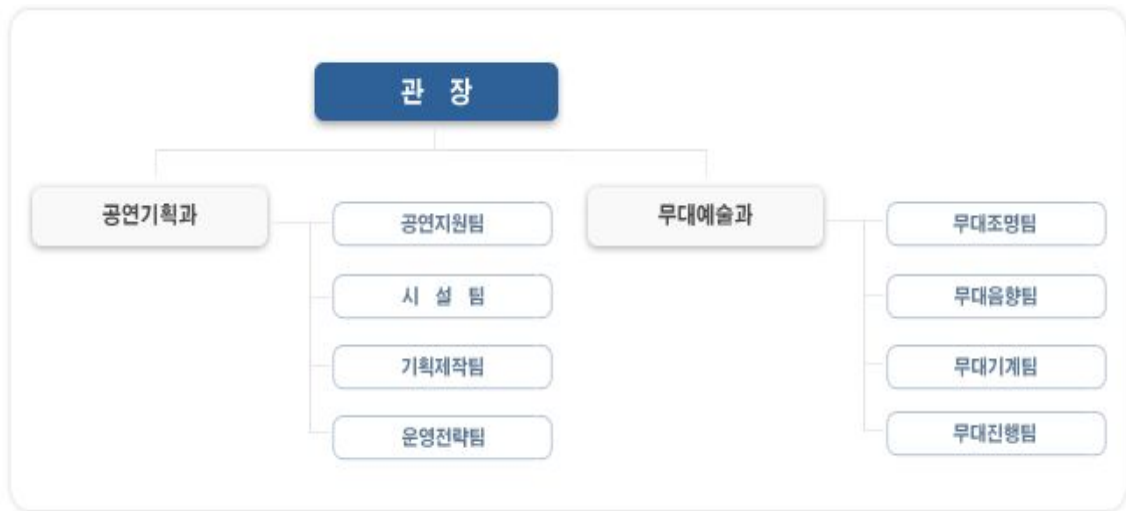 관 장
공연기획과
공연지원팀
시 설 팀
기획제작팀
운영전략팀
무대예술과
무대조명팀
무대음향팀
무대기계팀
무대진행팀